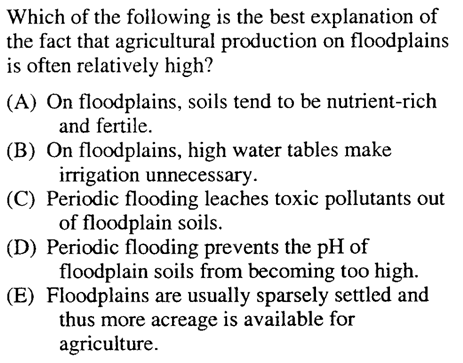 Which of the following is the best explanation of
the fact that agricultural production on floodplains
is often relatively high?
(A) On floodplains, soils tend to be nutrient-rich
and fertile.
(B) On floodplains, high water tables make
irrigation unnecessary.
(C) Periodic flooding leaches toxic pollutants out
of floodplain soils.
(D) Periodic flooding prevents the pH of
floodplain soils from becoming too high.
(E) Floodplains are usually sparsely settled and
thus more acreage is available for
agriculture.